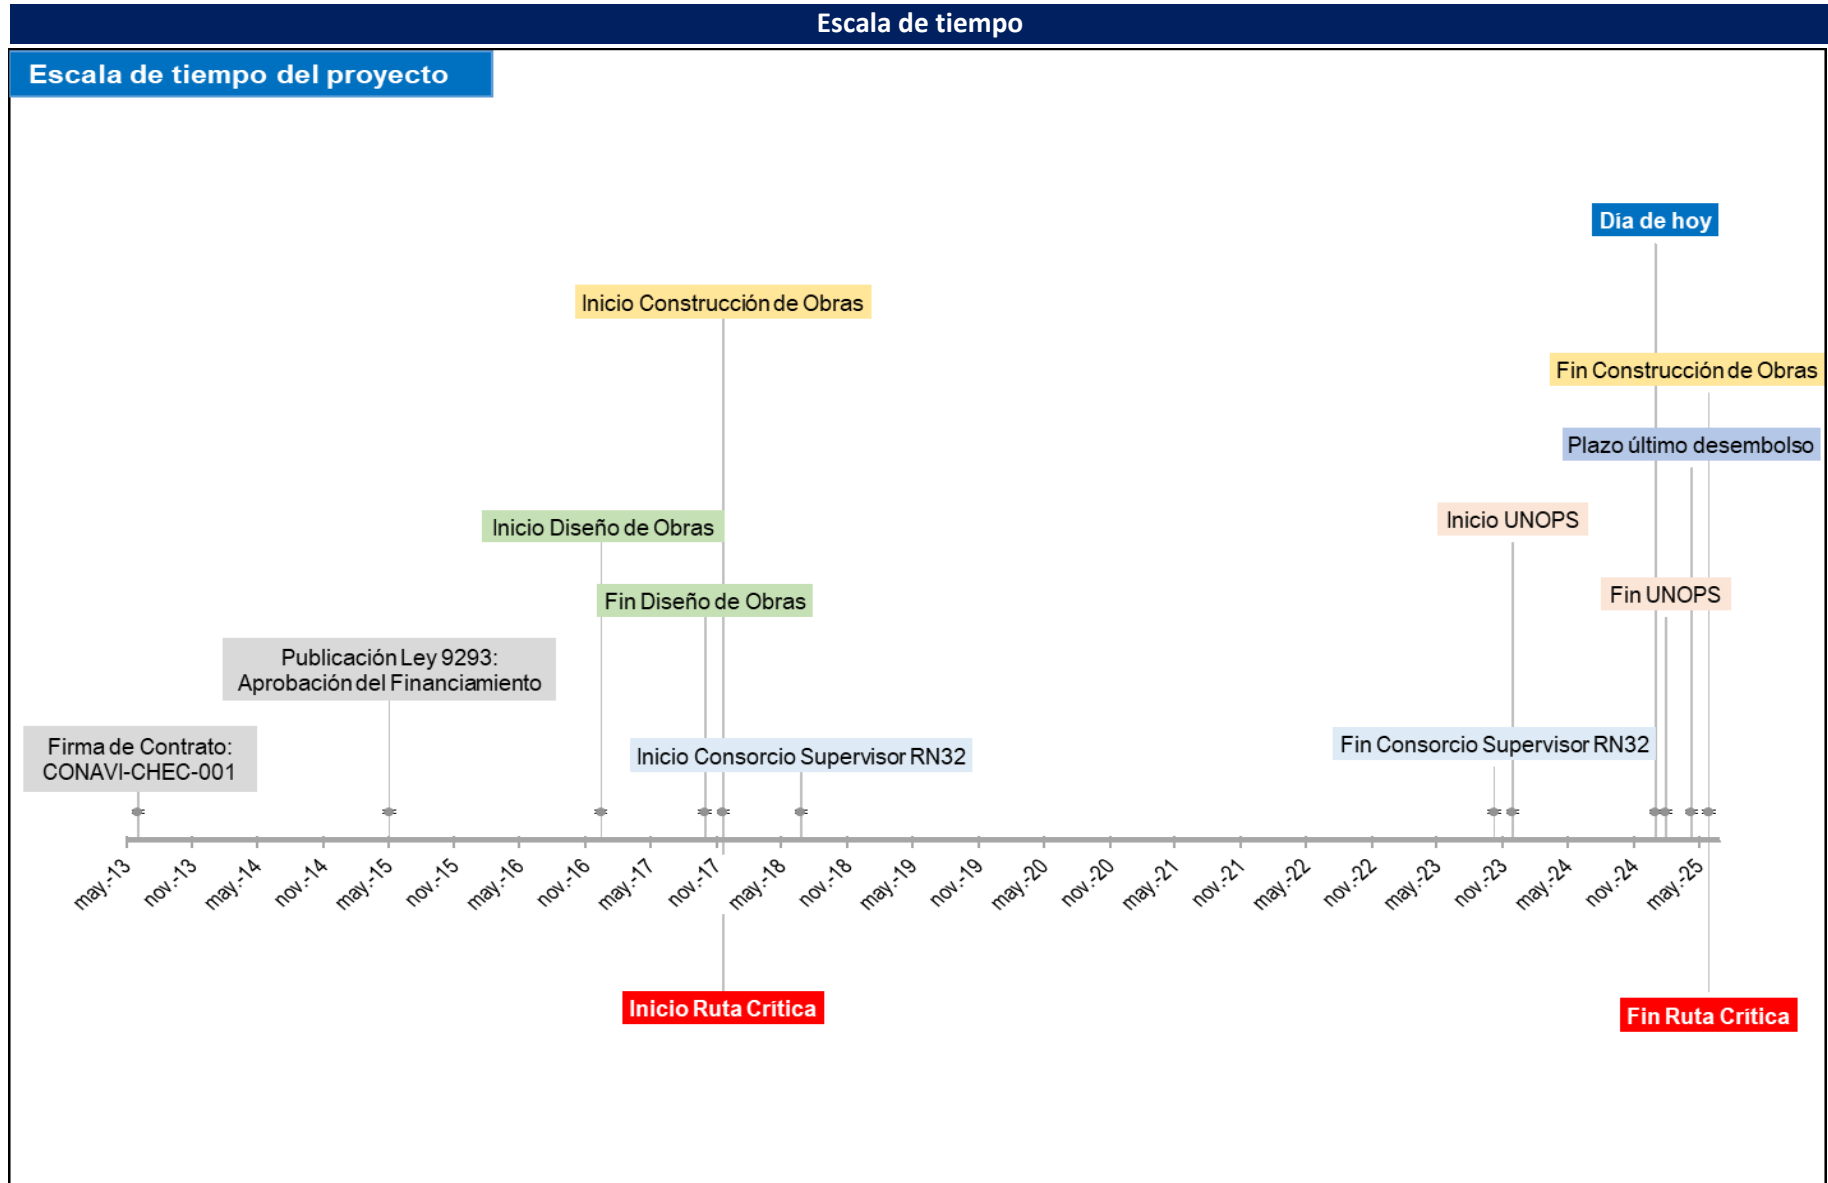 Escala de tiempo
Escala de tiempo del proyecto
Día de hoy
Inicio Construcción de Obras
Fin Construcción de Obras
Plazo último desembolso
Inicio Diseño de Obras
Inicio UNOPS
Fin Diseño de Obras
Fin UNOPS
Publicación Ley 9293:
Aprobación del Financiamiento
Firma de Contrato:
CONAVI-CHEC-001
Inicio Consorcio Supervisor RN32
Fin Consorcio Supervisor RN32
may.-13
nov.-13
may.-14
nov.-14
may.-15
nov.-15
may.-16
nov.-16
may.-17
nov.-17
may.-18
nov.-18
may.-19
nov.-19
may.-20
nov.-20
may.-21
nov.-21
may.-22
nov.-22
may.-23
nov.-23
may.-24
nov.-24
may.-25
Inicio Ruta Crítica
Fin Ruta Crítica